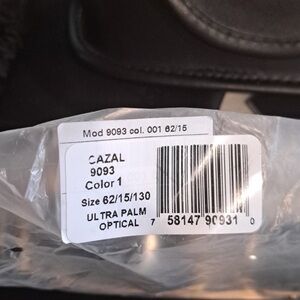 Mod 9093 col. 001 62/15
CAZAL
9093
Color 1
Size 62/15/130
ULTRA PALM
OPTICAL
7 58147 90931 0